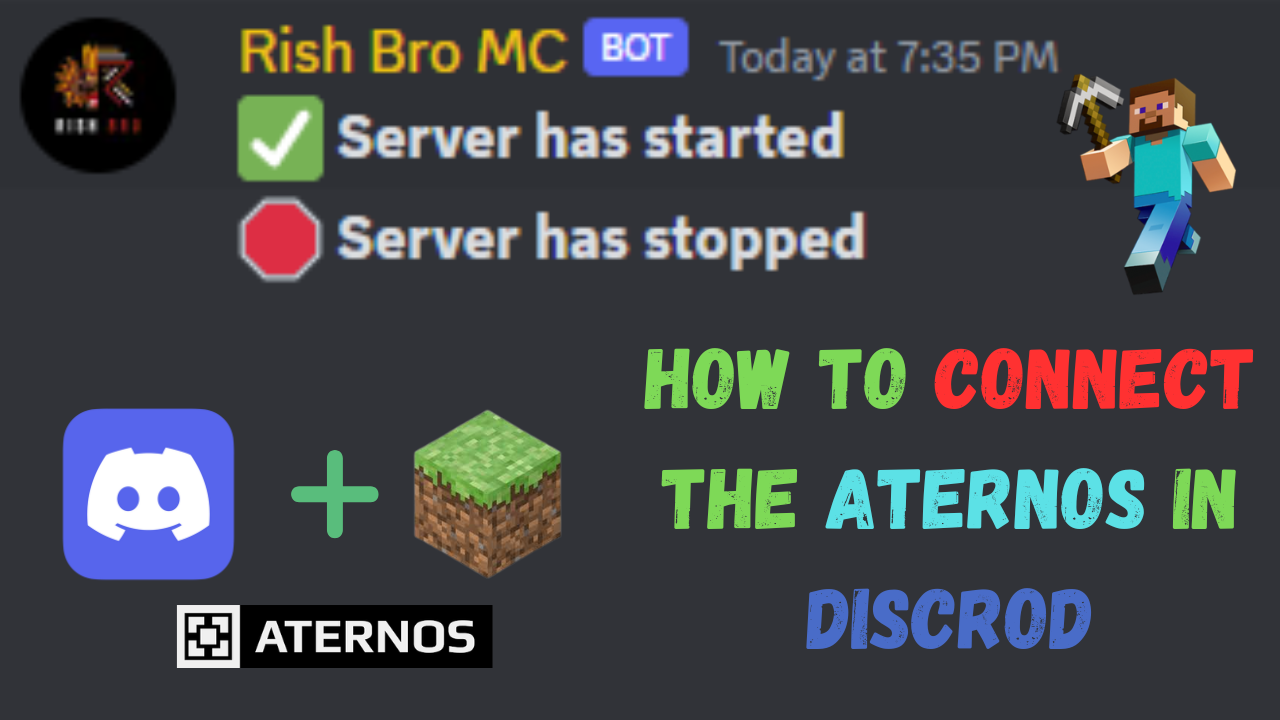 Rish Bro MC BOT Today at 7:35 PM
RISH BRO
Server has started
Server has stopped
HOW TO CONNECT
THE ATERNOS IN
DISCROD
ATERNOS